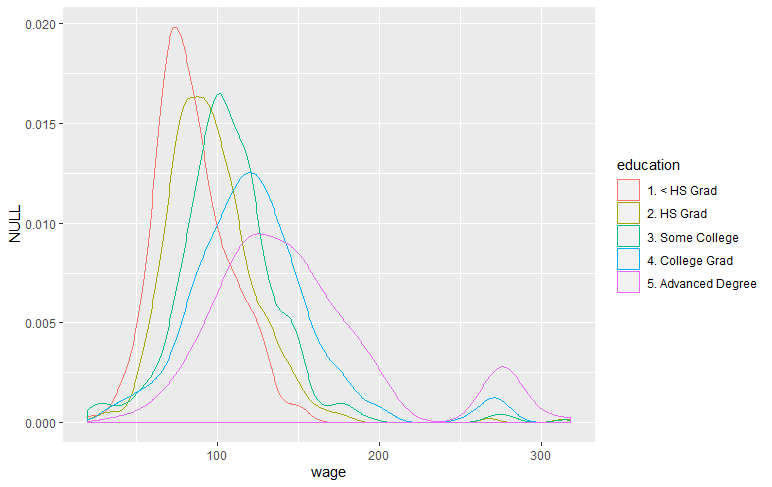 0.020
0.015
0.010
0.005
0.000
NULL
100
200
300
wage
education
1. < HS Grad
2. HS Grad
3. Some College
4. College Grad
5. Advanced Degree